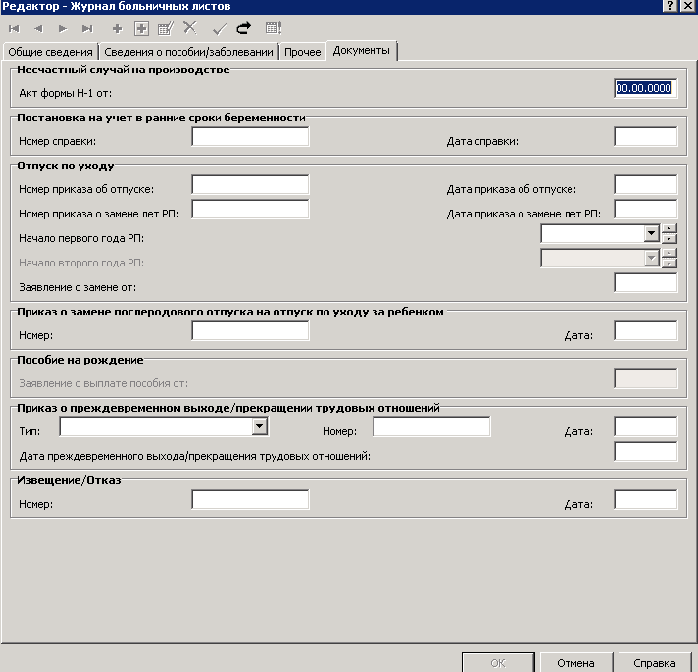 Редактор - Журнал больничных листов
Общие сведения Сведения о пособии/заболевании Прочее Документы
Несчастный случай на производстве
Акт формы Н-1 от: 00.00.0000
Постановка на учет в ранние сроки беременности
Номер справки: Дата справки:
Отпуск по уходу
Номер приказа об отпуске: Дата приказа об отпуске:
Номер приказа о замене лет РП: Дата приказа о замене лет РП:
Начало первого года РП:
Начало второго года РП:
Заявление о замене от:
Приказ о замене послеродового отпуска на отпуск по уходу за ребенком
Номер: Дата:
Пособие на рождение
Заявление о выплате пособия от:
Приказ о преждевременном выходе/прекращении трудовых отношений
Тип: Номер: Дата:
Дата преждевременного выхода/прекращения трудовых отношений:
Извещение/Отказ
Номер: Дата:
OK Отмена Справка